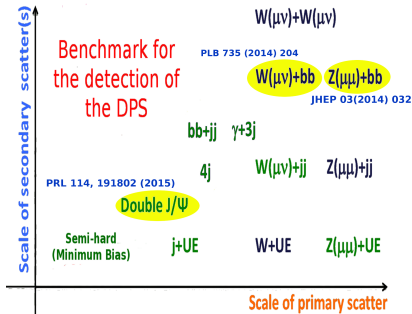 W(μν)+W(μν)
Benchmark for
the detection of
the DPS
PLB 735 (2014) 204
W(μν)+bb Z(μμ)+bb
JHEP 03(2014) 032
bb+jj γ+3j
4j W(μν)+jj Z(μμ)+jj
PRL 114, 191802 (2015)
Double J/Ψ
Semi-hard
(Minimum Bias)
j+UE W+UE Z(μμ)+UE
Scale of secondary scatter(s)
Scale of primary scatter